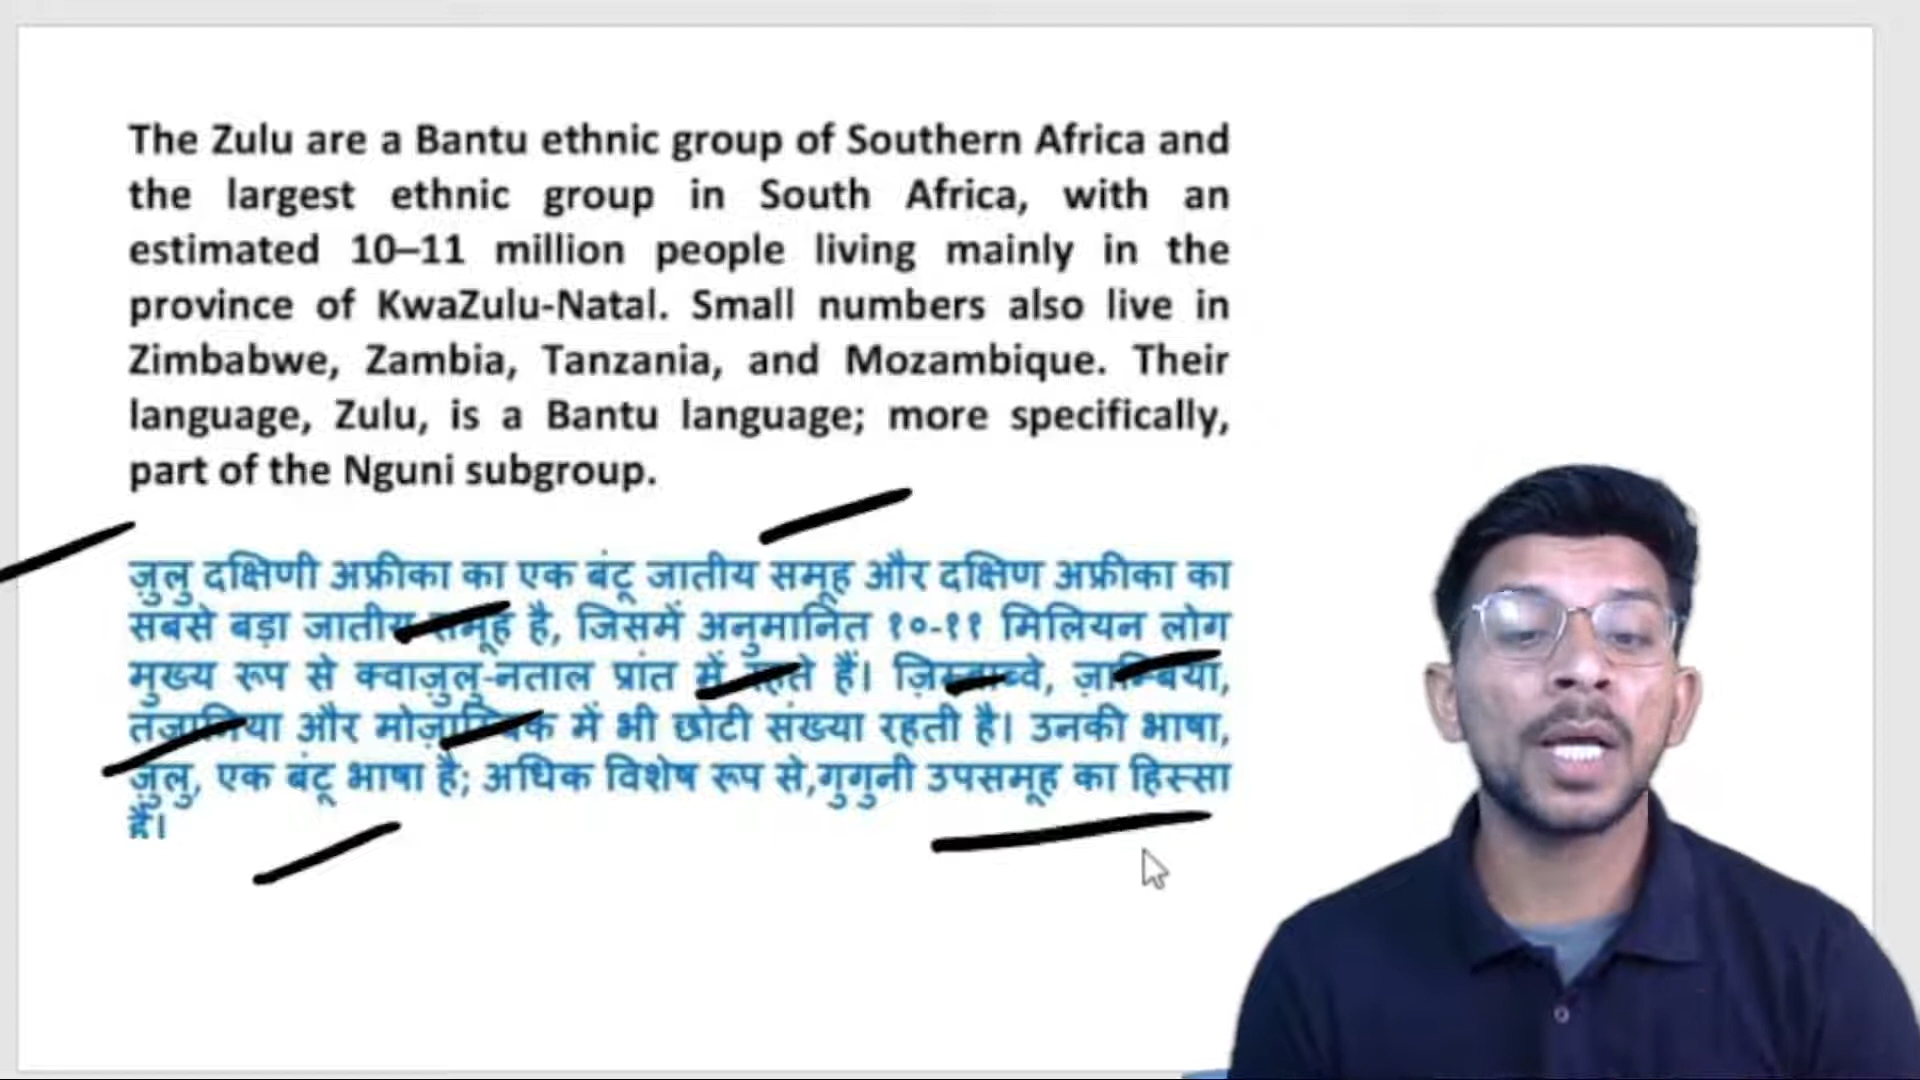 The Zulu are a Bantu ethnic group of Southern Africa and
the largest ethnic group in South Africa, with an
estimated 10–11 million people living mainly in the
province of KwaZulu-Natal. Small numbers also live in
Zimbabwe, Zambia, Tanzania, and Mozambique. Their
language, Zulu, is a Bantu language; more specifically,
part of the Nguni subgroup.
ज़ुलु दक्षिणी अफ्रीका का एक बंटू जातीय समूह और दक्षिण अफ्रीका का
सबसे बड़ा जातीय समूह है, जिसमें अनुमानित १०-११ मिलियन लोग
मुख्य रूप से क्वाज़ुलु-नताल प्रांत में रहते हैं। ज़िम्बाब्वे, ज़ाम्बिया,
तंजानिया और मोज़ाम्बिक में भी छोटी संख्या रहती है। उनकी भाषा,
ज़ुलु, एक बंटू भाषा है; अधिक विशेष रूप से,गुगुनी उपसमूह का हिस्सा
है।